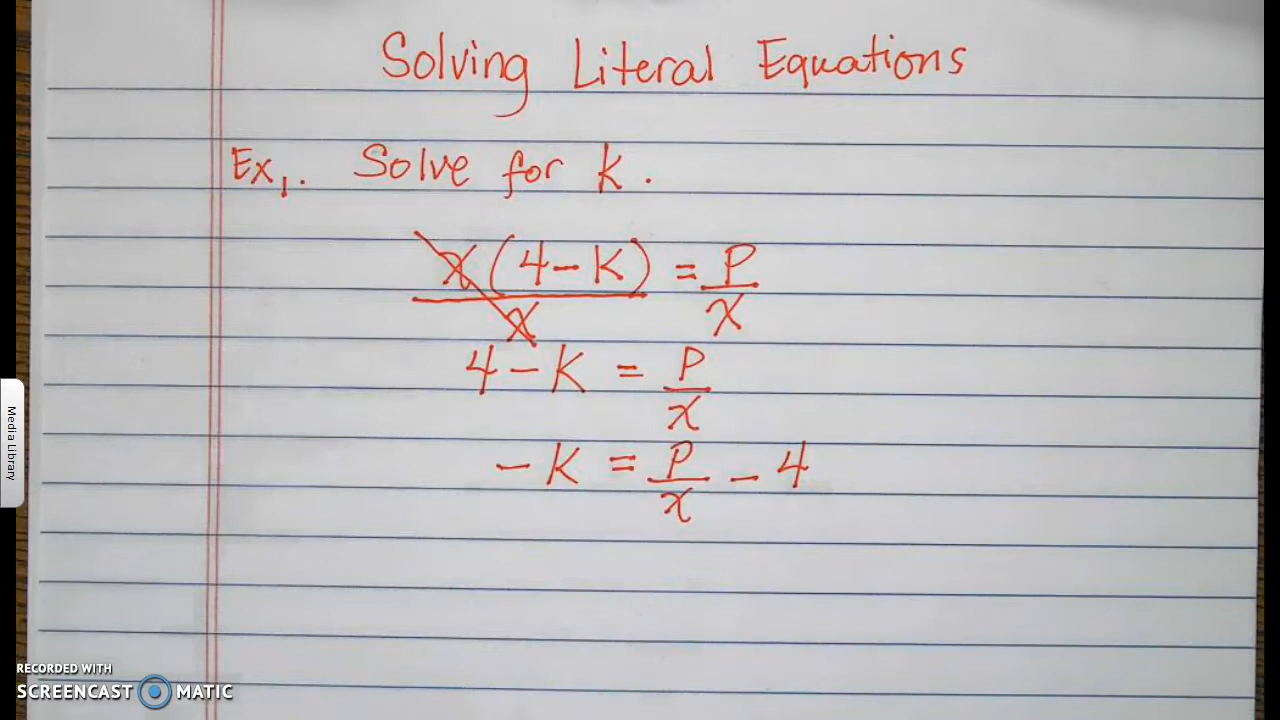 Solving Literal Equations
Ex1. Solve for k.
x(4-K) = P
x x
4-K = P
x
-K = P - 4
x
Media Library
RECORDED WITH
SCREENCAST MATIC